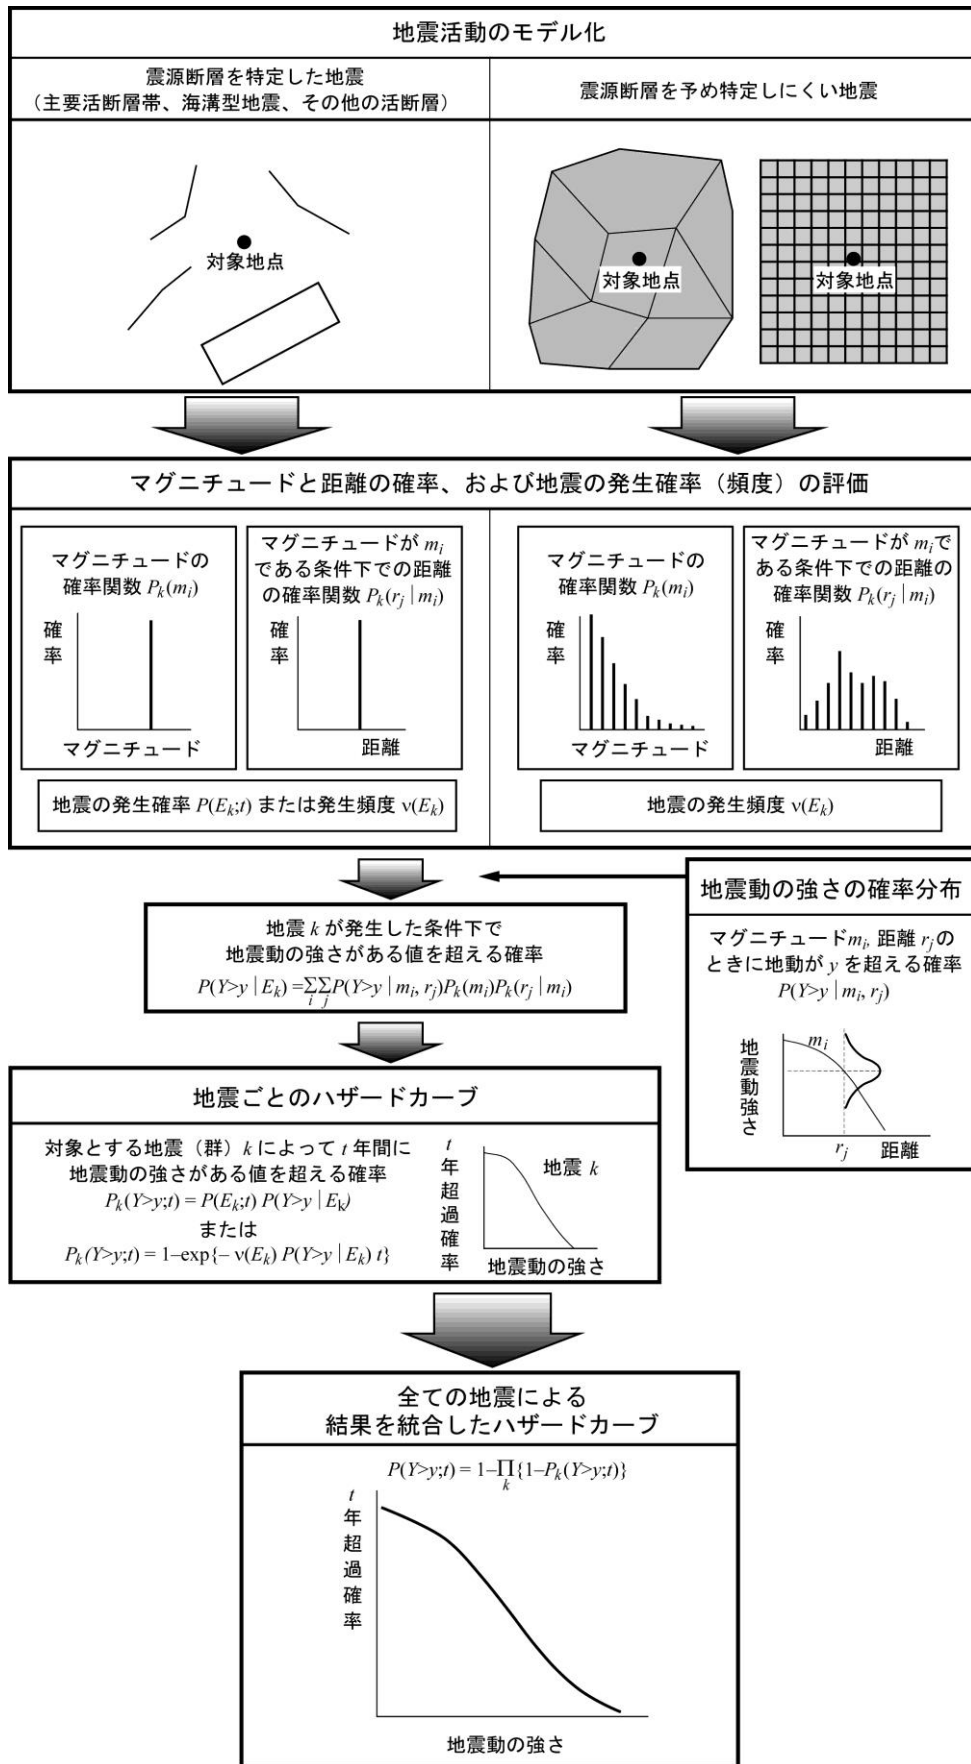 地震活動のモデル化
震源断層を特定した地震
（主要活断層帯、海溝型地震、その他の活断層）
震源断層を予め特定しにくい地震
対象地点
対象地点
対象地点
マグニチュードと距離の確率、および地震の発生確率（頻度）の評価
マグニチュードの
確率関数 Pk(mi)
確率
マグニチュード
マグニチュードが mi
である条件下での距離
の確率関数 Pk(rj | mi)
確率
距離
地震の発生確率 P(Ek;t) または発生頻度 ν(Ek)
マグニチュードの
確率関数 Pk(mi)
確率
マグニチュード
マグニチュードが miで
ある条件下での距離の
確率関数 Pk(rj | mi)
確率
距離
地震の発生頻度 ν(Ek)
地震動の強さの確率分布
マグニチュードmi, 距離 rjの
ときに地動が y を超える確率
P(Y>y | mi, rj)
地震動強さ
mi
rj
距離
地震 k が発生した条件下で
地震動の強さがある値を超える確率
P(Y>y | Ek) =ΣiΣjP(Y>y | mi, rj)Pk(mi)Pk(rj | mi)
地震ごとのハザードカーブ
対象とする地震（群）k によって t 年間に
地震動の強さがある値を超える確率
Pk(Y>y;t) = P(Ek;t) P(Y>y | Ek)
または
Pk(Y>y;t) = 1–exp{– ν(Ek) P(Y>y | Ek) t}
t年超過確率
地震 k
地震動の強さ
全ての地震による
結果を統合したハザードカーブ
P(Y>y;t) = 1–Πk{1–Pk(Y>y;t)}
t年超過確率
地震動の強さ